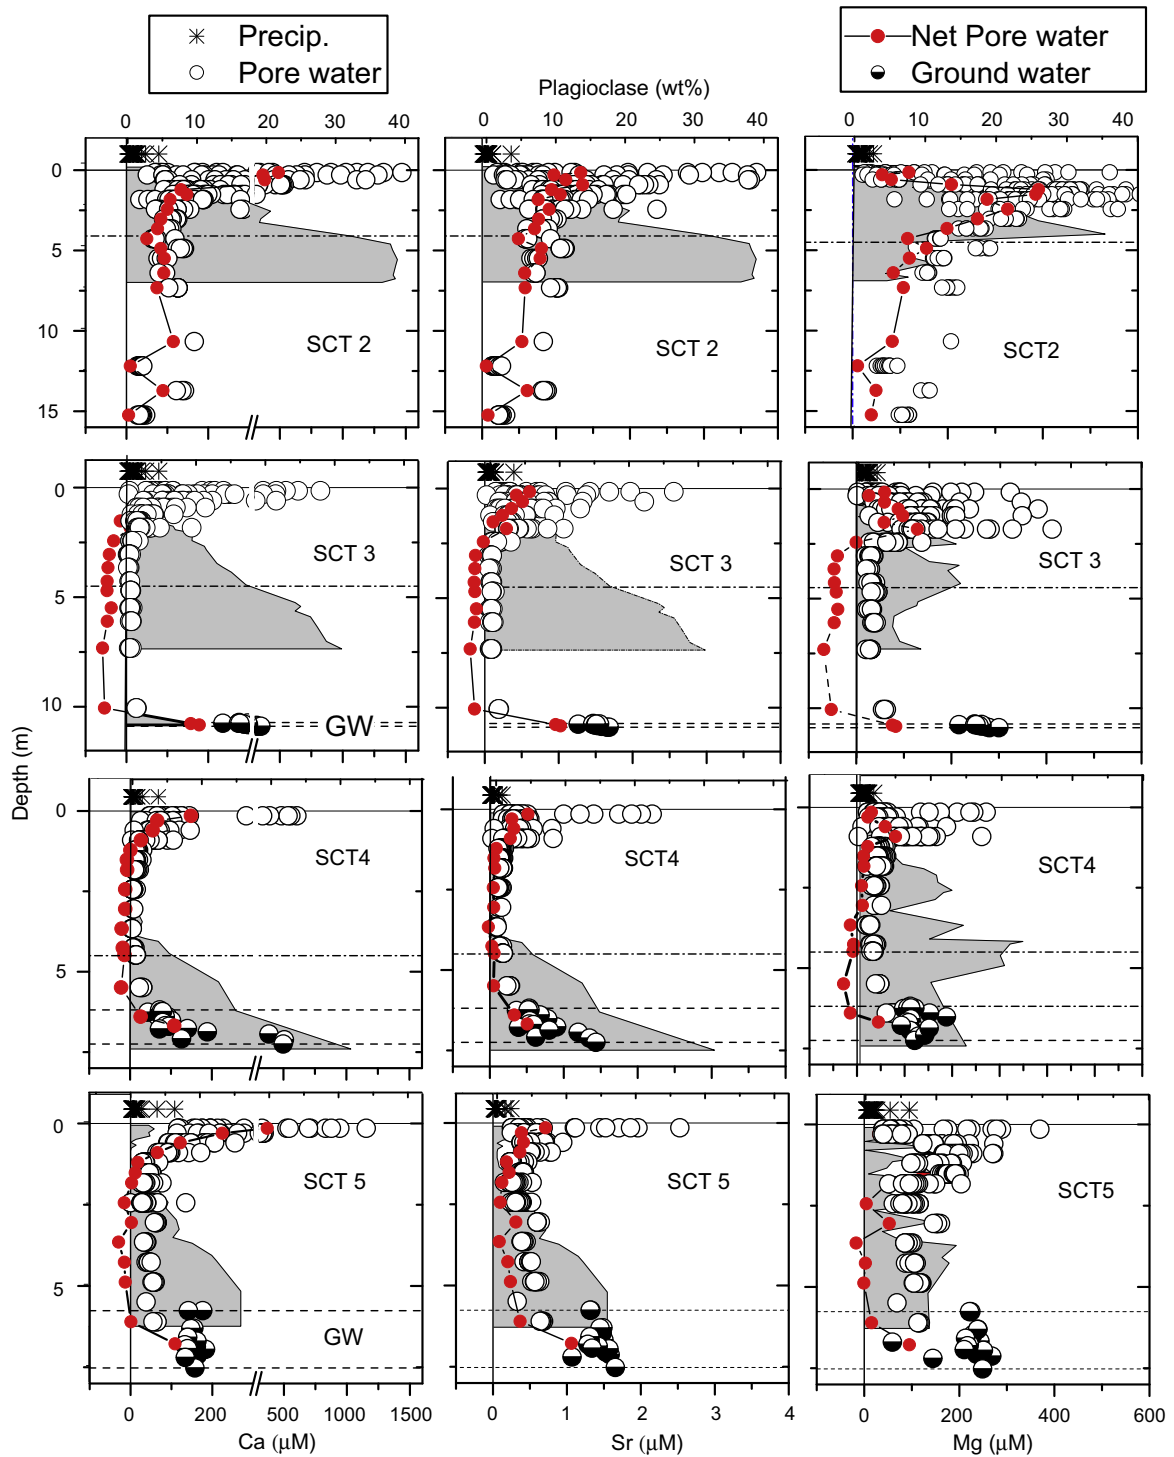 Precip.
Pore water
Net Pore water
Ground water
Plagioclase (wt%)
0 10 20 30 40
0 10 20 30 40
0 10 20 30 40
0
5
10
15
SCT 2
SCT 2
SCT2
0
5
10
SCT 3
SCT 3
SCT 3
GW
Depth (m)
0
5
SCT4
SCT4
SCT4
0
5
SCT 5
SCT 5
SCT5
GW
0 200 1000 1500
0 1 2 3 4
0 200 400 600
Ca (μM)
Sr (μM)
Mg (μM)